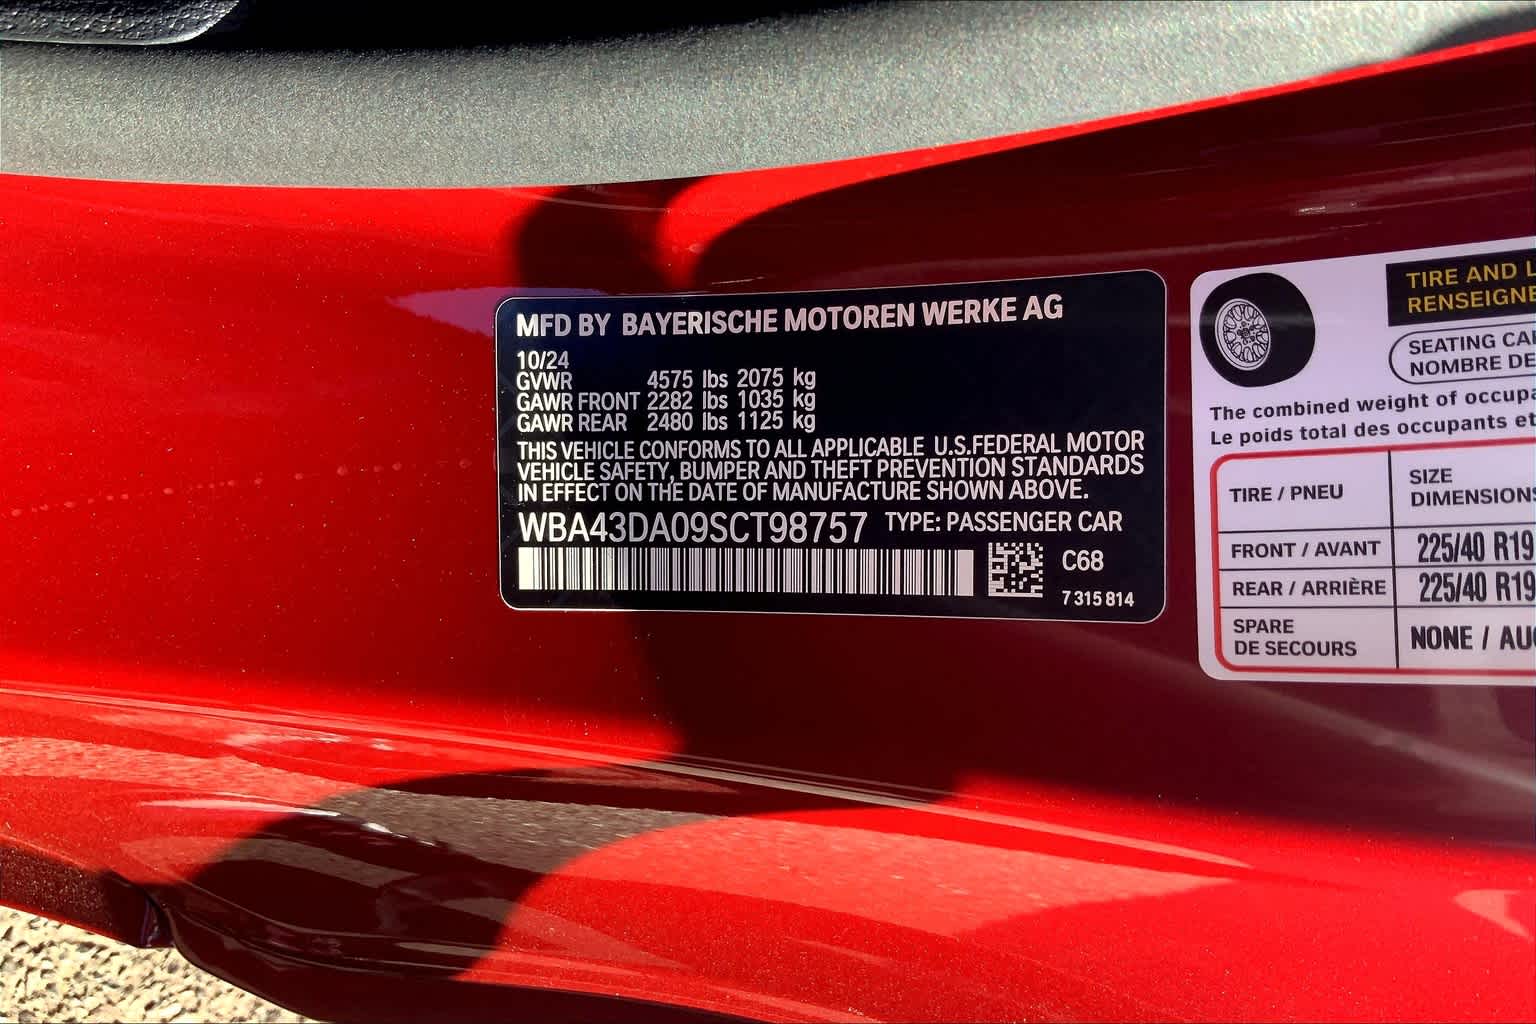 MFD BY BAYERISCHE MOTOREN WERKE AG
10/24
GVWR 4575 lbs 2075 kg
GAWR FRONT 2282 lbs 1035 kg
GAWR REAR 2480 lbs 1125 kg
THIS VEHICLE CONFORMS TO ALL APPLICABLE U.S.FEDERAL MOTOR
VEHICLE SAFETY, BUMPER AND THEFT PREVENTION STANDARDS
IN EFFECT ON THE DATE OF MANUFACTURE SHOWN ABOVE.
WBA43DA09SCT98757 TYPE: PASSENGER CAR
C68
7 315 814
TIRE AND L
RENSEIGNE
SEATING CA
NOMBRE DE
The combined weight of occupa
Le poids total des occupants et
TIRE / PNEU
SIZE
DIMENSIONS
FRONT / AVANT 225/40 R19
REAR / ARRIÈRE 225/40 R19
SPARE
DE SECOURS
NONE / AU